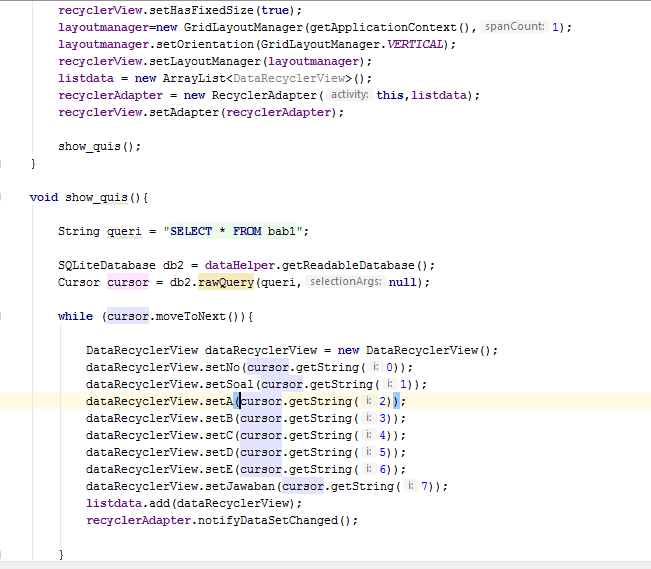 recyclerView.setHasFixedSize(true);
layoutmanager=new GridLayoutManager(getApplicationContext(), spanCount: 1);
layoutmanager.setOrientation(GridLayoutManager.VERTICAL);
recyclerView.setLayoutManager(layoutmanager);
listdata = new ArrayList<DataRecyclerView>();
recyclerAdapter = new RecyclerAdapter( activity: this,listdata);
recyclerView.setAdapter(recyclerAdapter);
show_quis();
}
void show_quis(){
String queri = "SELECT * FROM bab1";
SQLiteDatabase db2 = dataHelper.getReadableDatabase();
Cursor cursor = db2.rawQuery(queri, selectionArgs: null);
while (cursor.moveToNext()){
DataRecyclerView dataRecyclerView = new DataRecyclerView();
dataRecyclerView.setNo(cursor.getString( i: 0));
dataRecyclerView.setSoal(cursor.getString( i: 1));
dataRecyclerView.setA(cursor.getString( i: 2));
dataRecyclerView.setB(cursor.getString( i: 3));
dataRecyclerView.setC(cursor.getString( i: 4));
dataRecyclerView.setD(cursor.getString( i: 5));
dataRecyclerView.setE(cursor.getString( i: 6));
dataRecyclerView.setJawaban(cursor.getString( i: 7));
listdata.add(dataRecyclerView);
recyclerAdapter.notifyDataSetChanged();
}